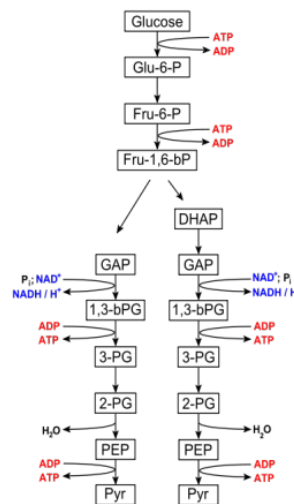 Glucose
ATP
ADP
Glu-6-P
Fru-6-P
ATP
ADP
Fru-1,6-bP
DHAP
GAP GAP
Pᵢ; NAD⁺ NAD⁺; Pᵢ
NADH / H⁺ NADH / H
1,3-bPG 1,3-bPG
ADP ADP
ATP ATP
3-PG 3-PG
2-PG 2-PG
H₂O H₂O
PEP PEP
ADP ADP
ATP ATP
Pyr Pyr